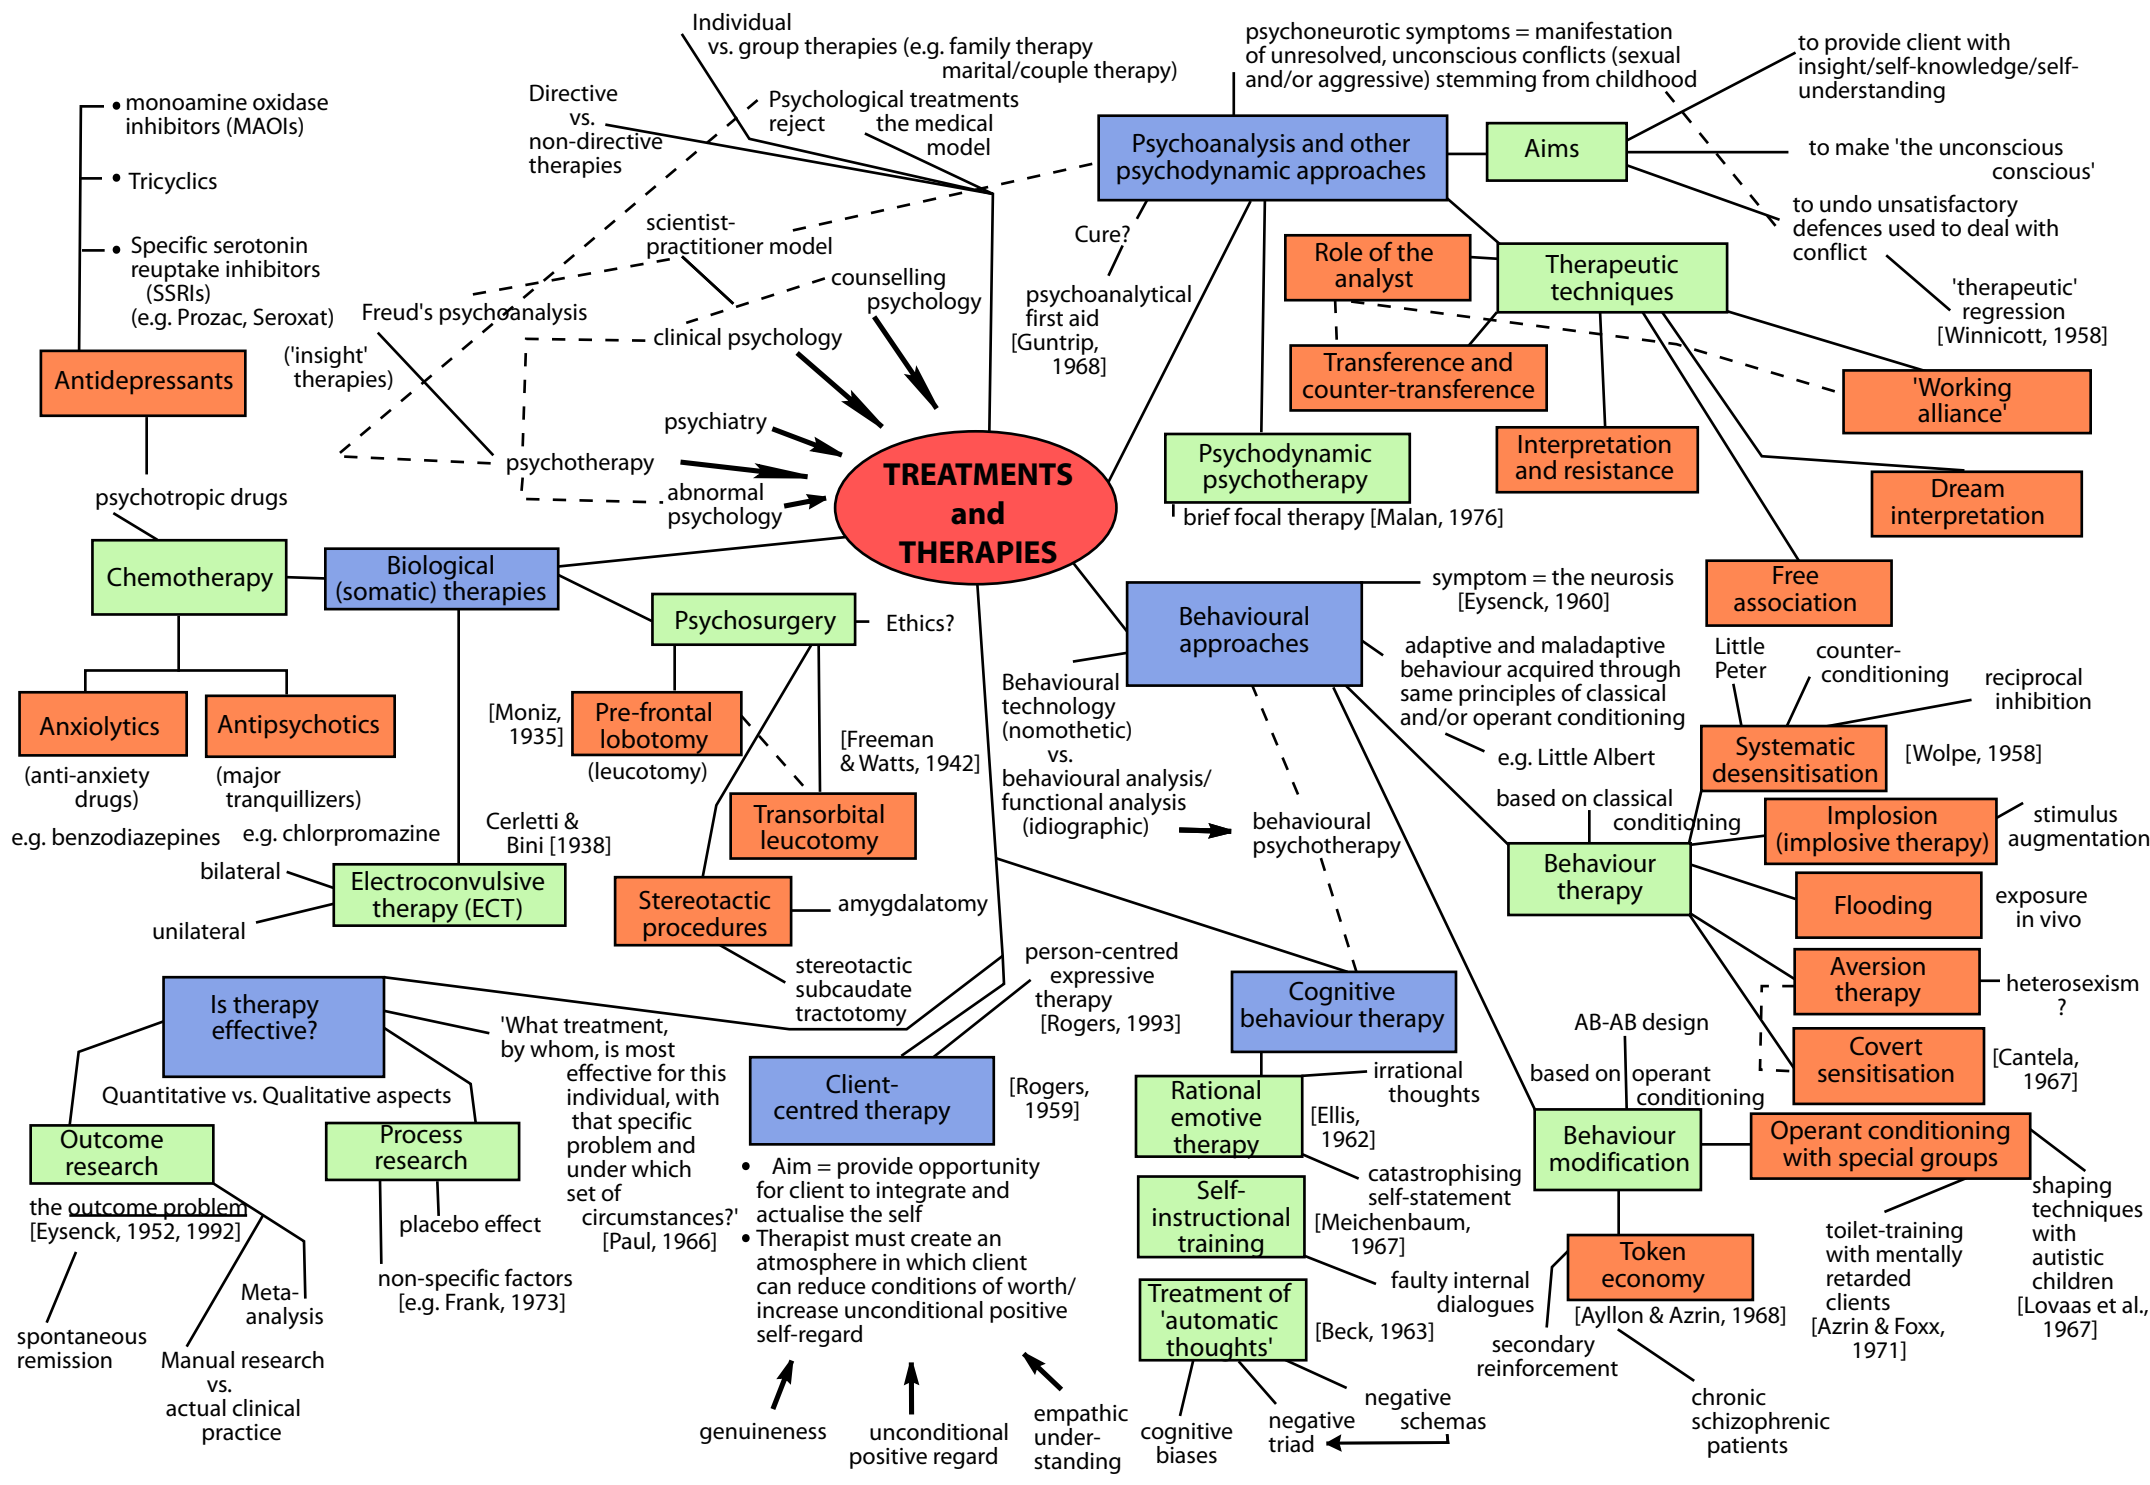 Individual
vs. group therapies (e.g. family therapy
marital/couple therapy)
Directive
vs.
non-directive
therapies
Psychological treatments
reject the medical
model
psychoneurotic symptoms = manifestation
of unresolved, unconscious conflicts (sexual
and/or aggressive) stemming from childhood
to provide client with
insight/self-knowledge/self-
understanding
Psychoanalysis and other
psychodynamic approaches
Aims
to make 'the unconscious
conscious'
to undo unsatisfactory
defences used to deal with
conflict
'therapeutic'
regression
[Winnicott, 1958]
• monoamine oxidase
inhibitors (MAOIs)
• Tricyclics
• Specific serotonin
reuptake inhibitors
(SSRIs)
(e.g. Prozac, Seroxat)
scientist-
practitioner model
counselling
psychology
Freud's psychoanalysis
('insight'
therapies)
clinical psychology
psychiatry
psychotherapy
abnormal
psychology
Cure?
psychoanalytical
first aid
[Guntrip,
1968]
Role of the
analyst
Therapeutic
techniques
Transference and
counter-transference
'Working
alliance'
Psychodynamic
psychotherapy
brief focal therapy [Malan, 1976]
Interpretation
and resistance
Dream
interpretation
Free
association
Antidepressants
psychotropic drugs
TREATMENTS
and
THERAPIES
Chemotherapy
Biological
(somatic) therapies
Psychosurgery
Ethics?
Anxiolytics
(anti-anxiety
drugs)
e.g. benzodiazepines
Antipsychotics
(major
tranquillizers)
e.g. chlorpromazine
[Moniz,
1935]
Pre-frontal
lobotomy
(leucotomy)
[Freeman
& Watts, 1942]
Transorbital
leucotomy
Cerletti &
Bini [1938]
bilateral
unilateral
Electroconvulsive
therapy (ECT)
Stereotactic
procedures
amygdalatomy
stereotactic
subcaudate
tractotomy
Behavioural
approaches
symptom = the neurosis
[Eysenck, 1960]
adaptive and maladaptive
behaviour acquired through
same principles of classical
and/or operant conditioning
e.g. Little Albert
Behavioural
technology
(nomothetic)
vs.
behavioural analysis/
functional analysis
(idiographic)
behavioural
psychotherapy
Little
Peter
counter-
conditioning
reciprocal
inhibition
Systematic
desensitisation
[Wolpe, 1958]
based on classical
conditioning
Behaviour
therapy
Implosion
(implosive therapy)
stimulus
augmentation
Flooding
exposure
in vivo
Aversion
therapy
heterosexism
?
Covert
sensitisation
[Cantela,
1967]
Is therapy
effective?
'What treatment,
by whom, is most
effective for this
individual, with
that specific
problem and
under which
set of
circumstances?'
[Paul, 1966]
Quantitative vs. Qualitative aspects
Outcome
research
Process
research
the outcome problem
[Eysenck, 1952, 1992]
placebo effect
non-specific factors
[e.g. Frank, 1973]
Meta-
analysis
spontaneous
remission
Manual research
vs.
actual clinical
practice
person-centred
expressive
therapy
[Rogers, 1993]
Client-
centred therapy
[Rogers,
1959]
• Aim = provide opportunity
for client to integrate and
actualise the self
• Therapist must create an
atmosphere in which client
can reduce conditions of worth/
increase unconditional positive
self-regard
genuineness
unconditional
positive regard
empathic
under-
standing
Cognitive
behaviour therapy
Rational
emotive
therapy
irrational
thoughts
[Ellis,
1962]
catastrophising
self-statement
Self-
instructional
training
[Meichenbaum,
1967]
faulty internal
dialogues
Treatment of
'automatic
thoughts'
[Beck, 1963]
cognitive
biases
negative
triad
negative
schemas
AB-AB design
based on operant
conditioning
Behaviour
modification
Operant conditioning
with special groups
Token
economy
[Ayllon & Azrin, 1968]
secondary
reinforcement
chronic
schizophrenic
patients
toilet-training
with mentally
retarded
clients
[Azrin & Foxx,
1971]
shaping
techniques
with
autistic
children
[Lovaas et al.,
1967]